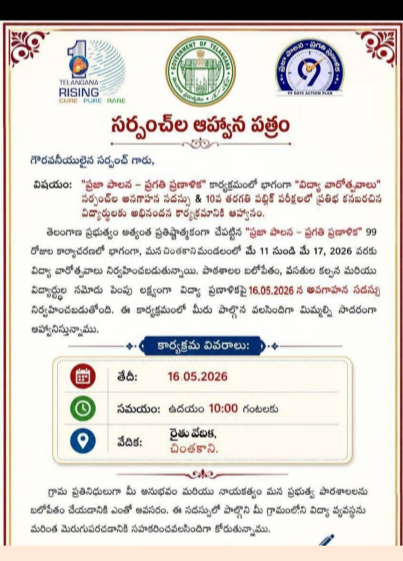 TELANGANA
RISING
CURE PURE RARE
GOVERNMENT OF TELANGANA
ప్రజా పాలన - ప్రగతి ప్రణాళిక
99 DAYS ACTION PLAN
సర్పంచ్‌ల ఆహ్వాన పత్రం
గౌరవనీయులైన సర్పంచ్ గారు,
విషయం: "ప్రజా పాలన – ప్రగతి ప్రణాళిక" కార్యక్రమంలో భాగంగా "విద్యా వారోత్సవాలు"
సర్పంచ్‌ల అవగాహన సదస్సు & 10వ తరగతి పబ్లిక్ పరీక్షలలో ప్రతిభ కనబరిచిన
విద్యార్థులకు అభినందన కార్యక్రమానికి ఆహ్వానం.
తెలంగాణ ప్రభుత్వం అత్యంత ప్రతిష్ఠాత్మకంగా చేపట్టిన "ప్రజా పాలన – ప్రగతి ప్రణాళిక" 99
రోజుల కార్యాచరణలో భాగంగా, మన చింతకాని మండలంలో మే 11 నుండి మే 17, 2026 వరకు
విద్యా వారోత్సవాలు నిర్వహించబడుతున్నాయి. పాఠశాలల బలోపేతం, వసతుల కల్పన మరియు
విద్యార్థుల నమోదు పెంపు లక్ష్యంగా విద్యా ప్రణాళికపై 16.05.2026 న అవగాహన సదస్సు
నిర్వహించబడుతోంది. ఈ కార్యక్రమంలో మీరు పాల్గొన వలసిందిగా మిమ్మల్ని సాదరంగా
ఆహ్వానిస్తున్నాము.
కార్యక్రమ వివరాలు:
తేదీ: 16.05.2026
సమయం: ఉదయం 10:00 గంటలకు
వేదిక: రైతు వేదిక,
చింతకాని.
గ్రామ ప్రతినిధులుగా మీ అనుభవం మరియు నాయకత్వం మన ప్రభుత్వ పాఠశాలలను
బలోపేతం చేయడానికి ఎంతో అవసరం. ఈ సదస్సులో పాల్గొని మీ గ్రామంలోని విద్యా వ్యవస్థను
మరింత మెరుగుపరచడానికి సహకరించవలసిందిగా కోరుతున్నాము.